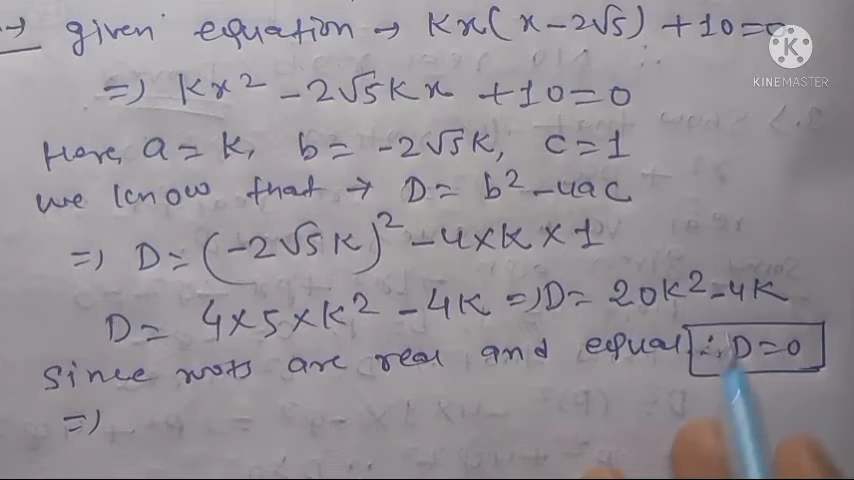 → given equation → Kx(x-2√5) +10=0
=> Kx² -2√5Kx +10=0
Here, a = K, b = -2√5K, c = 1
we know that → D = b² -4ac
=> D = (-2√5K)² -4×K×1
D = 4×5×K² -4K => D = 20K² -4K
since roots are real and equal ∴ D=0
=>
K
KINEMASTER